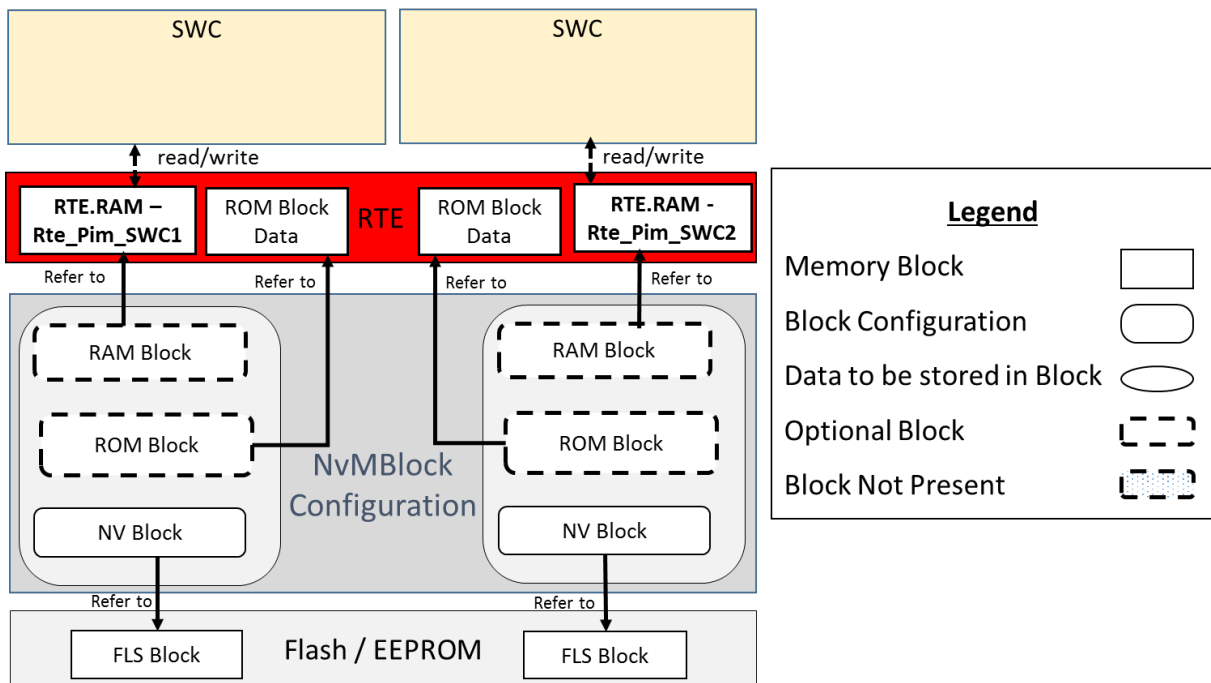 SWC
SWC
read/write
read/write
RTE.RAM –
Rte_Pim_SWC1
ROM Block
Data
RTE
ROM Block
Data
RTE.RAM -
Rte_Pim_SWC2
Refer to
Refer to
Refer to
Refer to
RAM Block
ROM Block
NV Block
NvMBlock
Configuration
RAM Block
ROM Block
NV Block
Refer to
Refer to
FLS Block
Flash / EEPROM
FLS Block
Legend
Memory Block
Block Configuration
Data to be stored in Block
Optional Block
Block Not Present